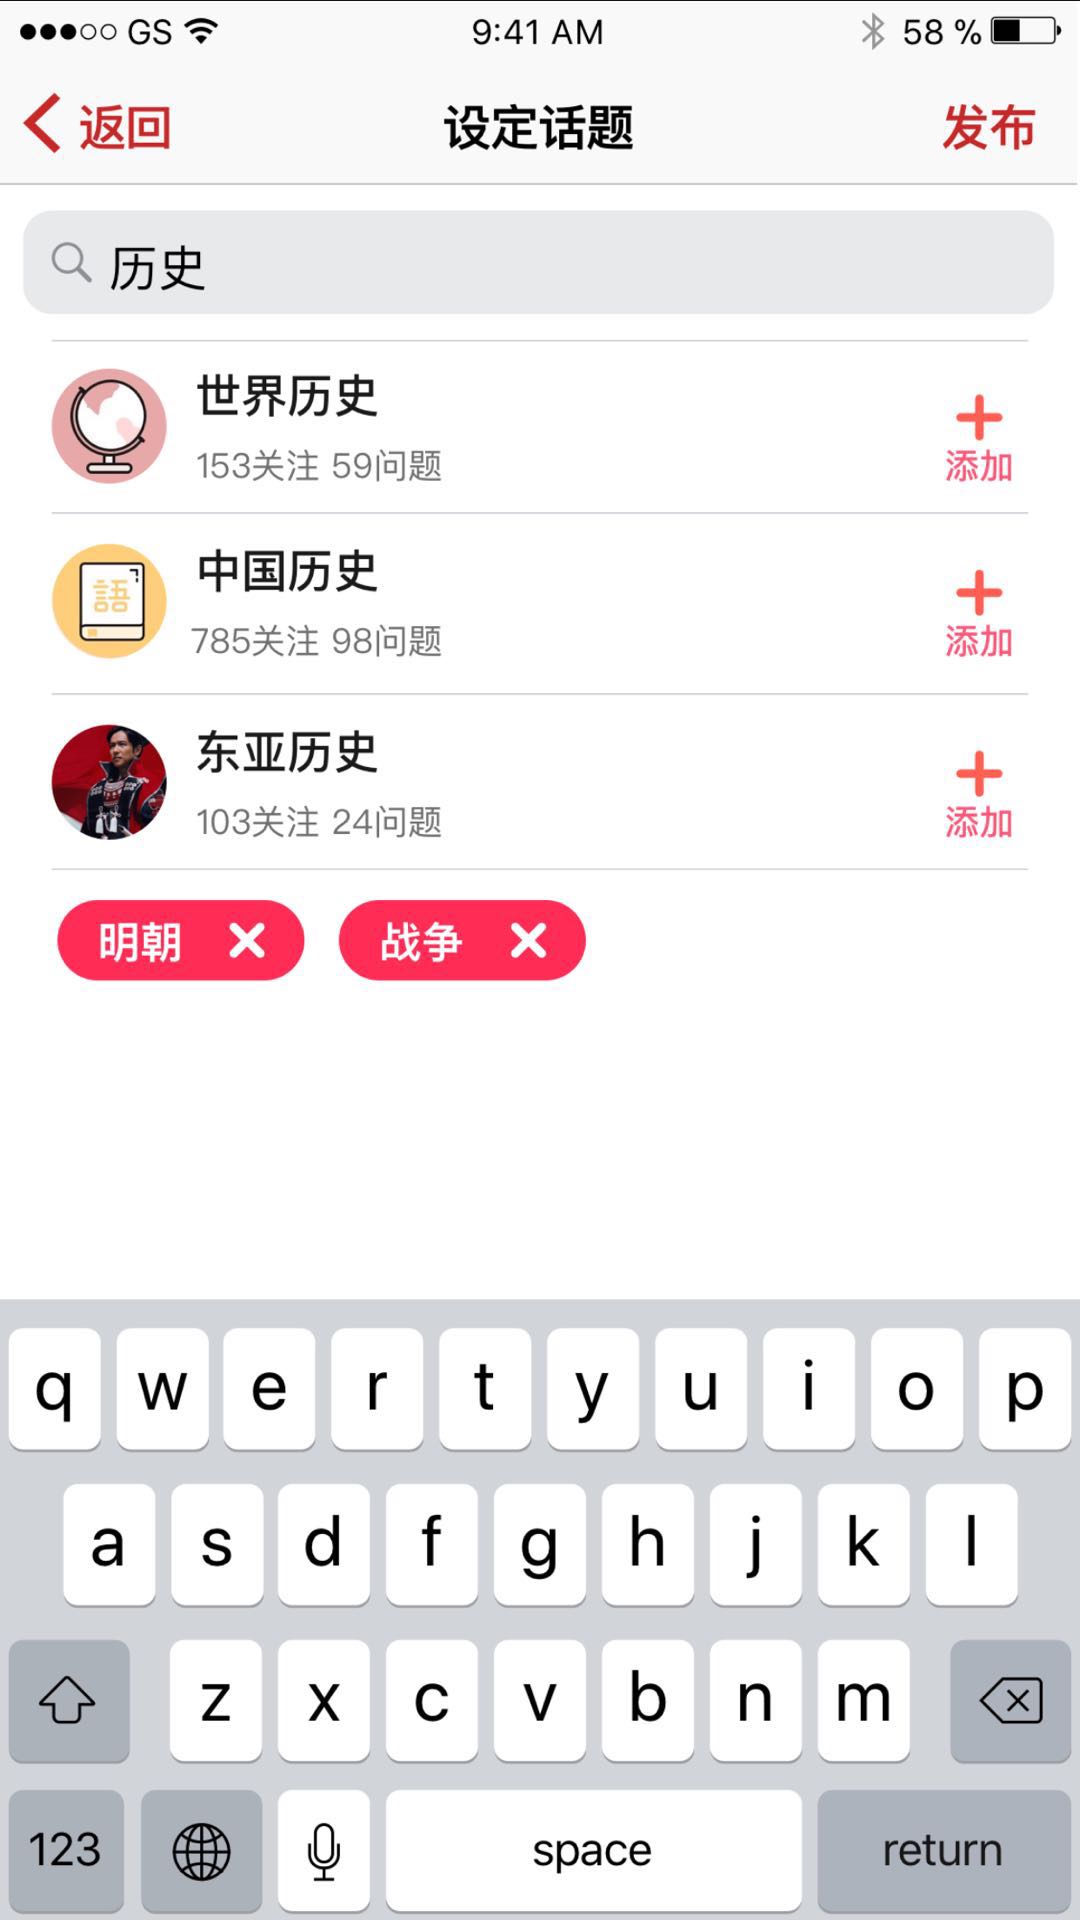 GS 9:41 AM 58 %
返回 设定话题 发布
历史
世界历史
153关注 59问题
添加
中国历史
785关注 98问题
添加
語
东亚历史
103关注 24问题
添加
明朝 战争
q w e r t y u i o p
a s d f g h j k l
z x c v b n m
123 space return